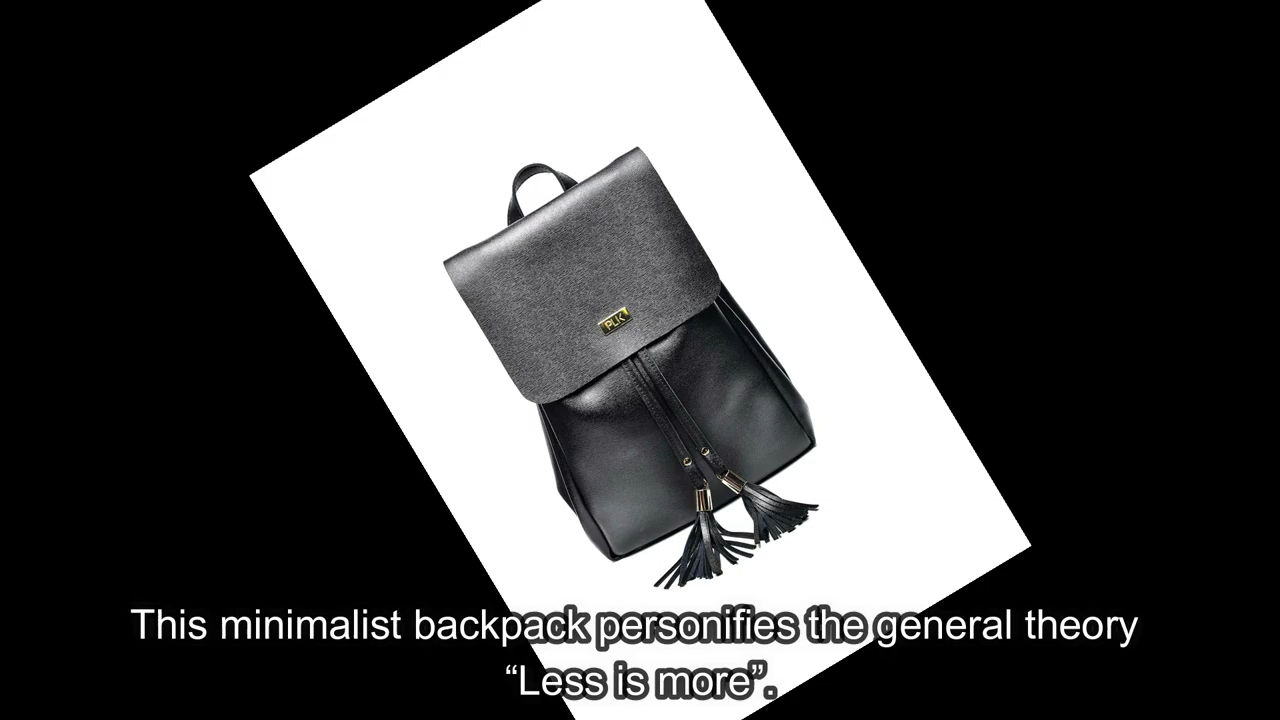 PLK
This minimalist backpack personifies the general theory
“Less is more”.